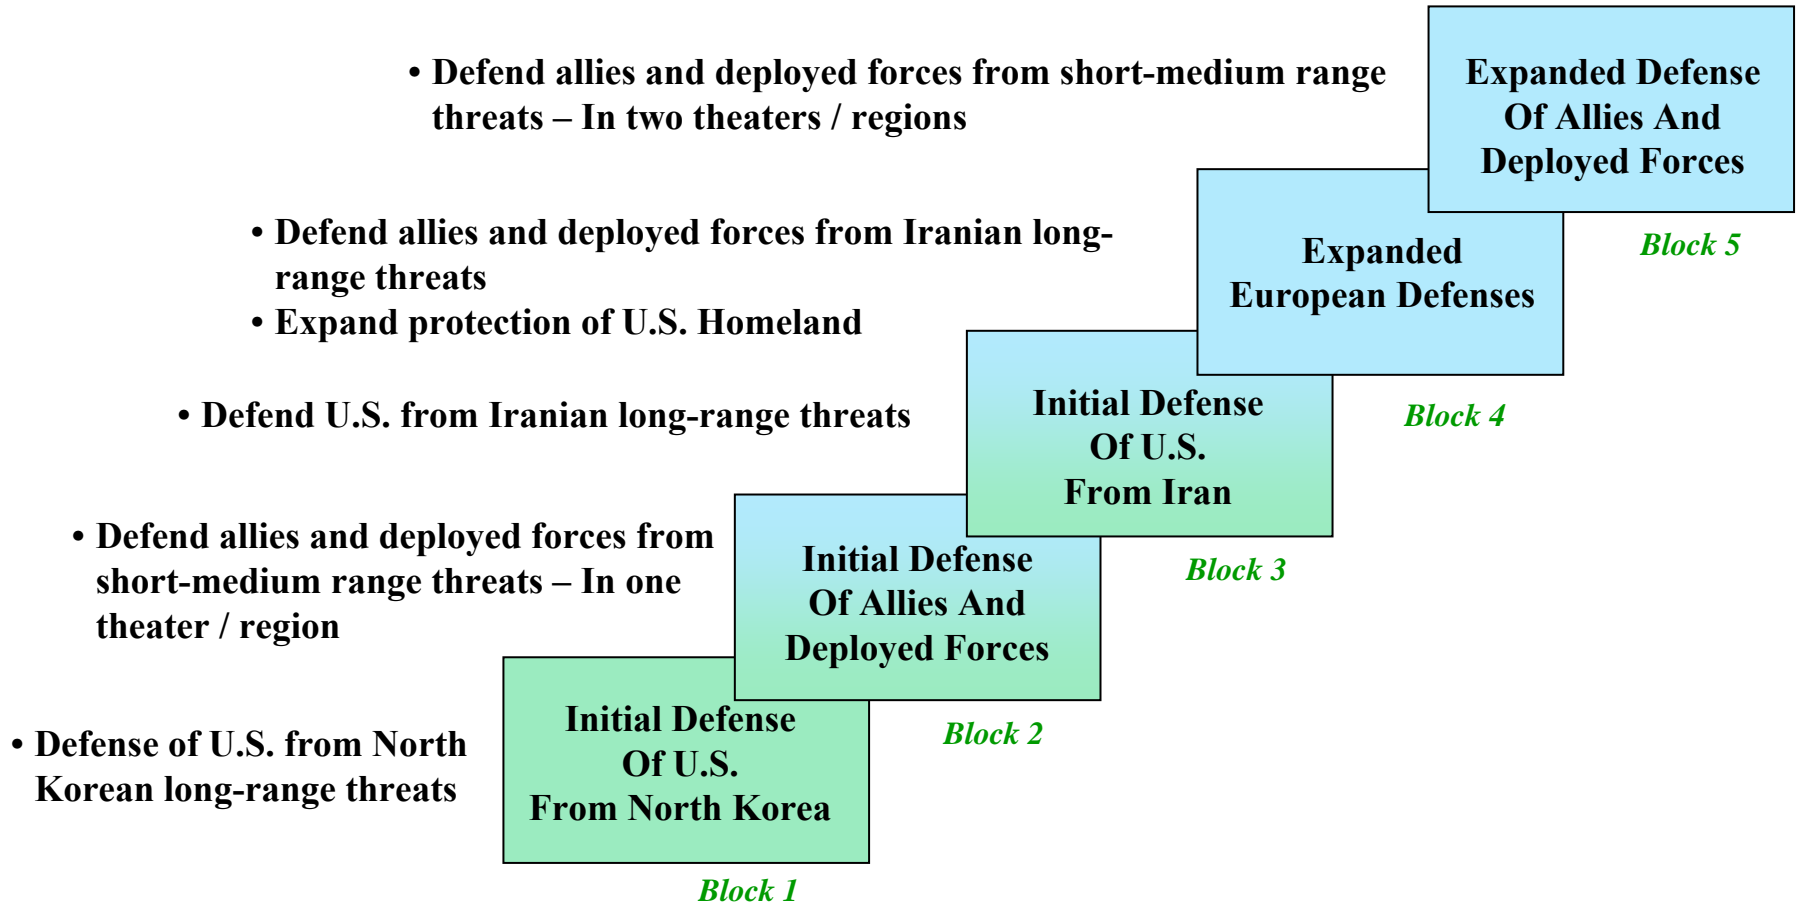 • Defend allies and deployed forces from short-medium range
threats – In two theaters / regions
Expanded Defense
Of Allies And
Deployed Forces
Block 5
• Defend allies and deployed forces from Iranian long-
range threats
• Expand protection of U.S. Homeland
Expanded
European Defenses
Block 4
• Defend U.S. from Iranian long-range threats
Initial Defense
Of U.S.
From Iran
Block 3
• Defend allies and deployed forces from
short-medium range threats – In one
theater / region
Initial Defense
Of Allies And
Deployed Forces
Block 2
• Defense of U.S. from North
Korean long-range threats
Initial Defense
Of U.S.
From North Korea
Block 1